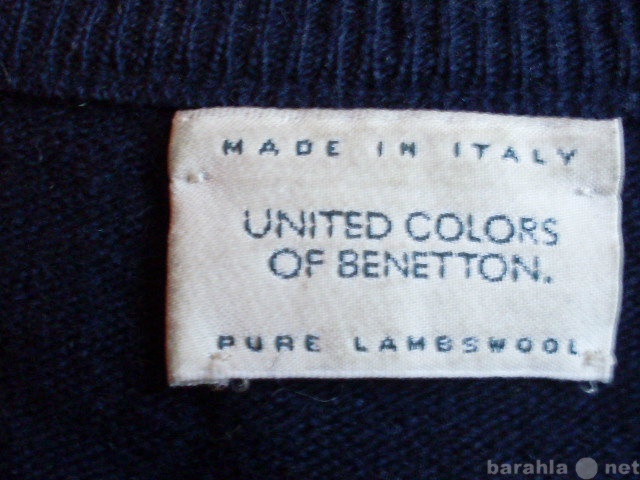 MADE IN ITALY
UNITED COLORS
OF BENETTON.
PURE LAMBSWOOL
barahla net